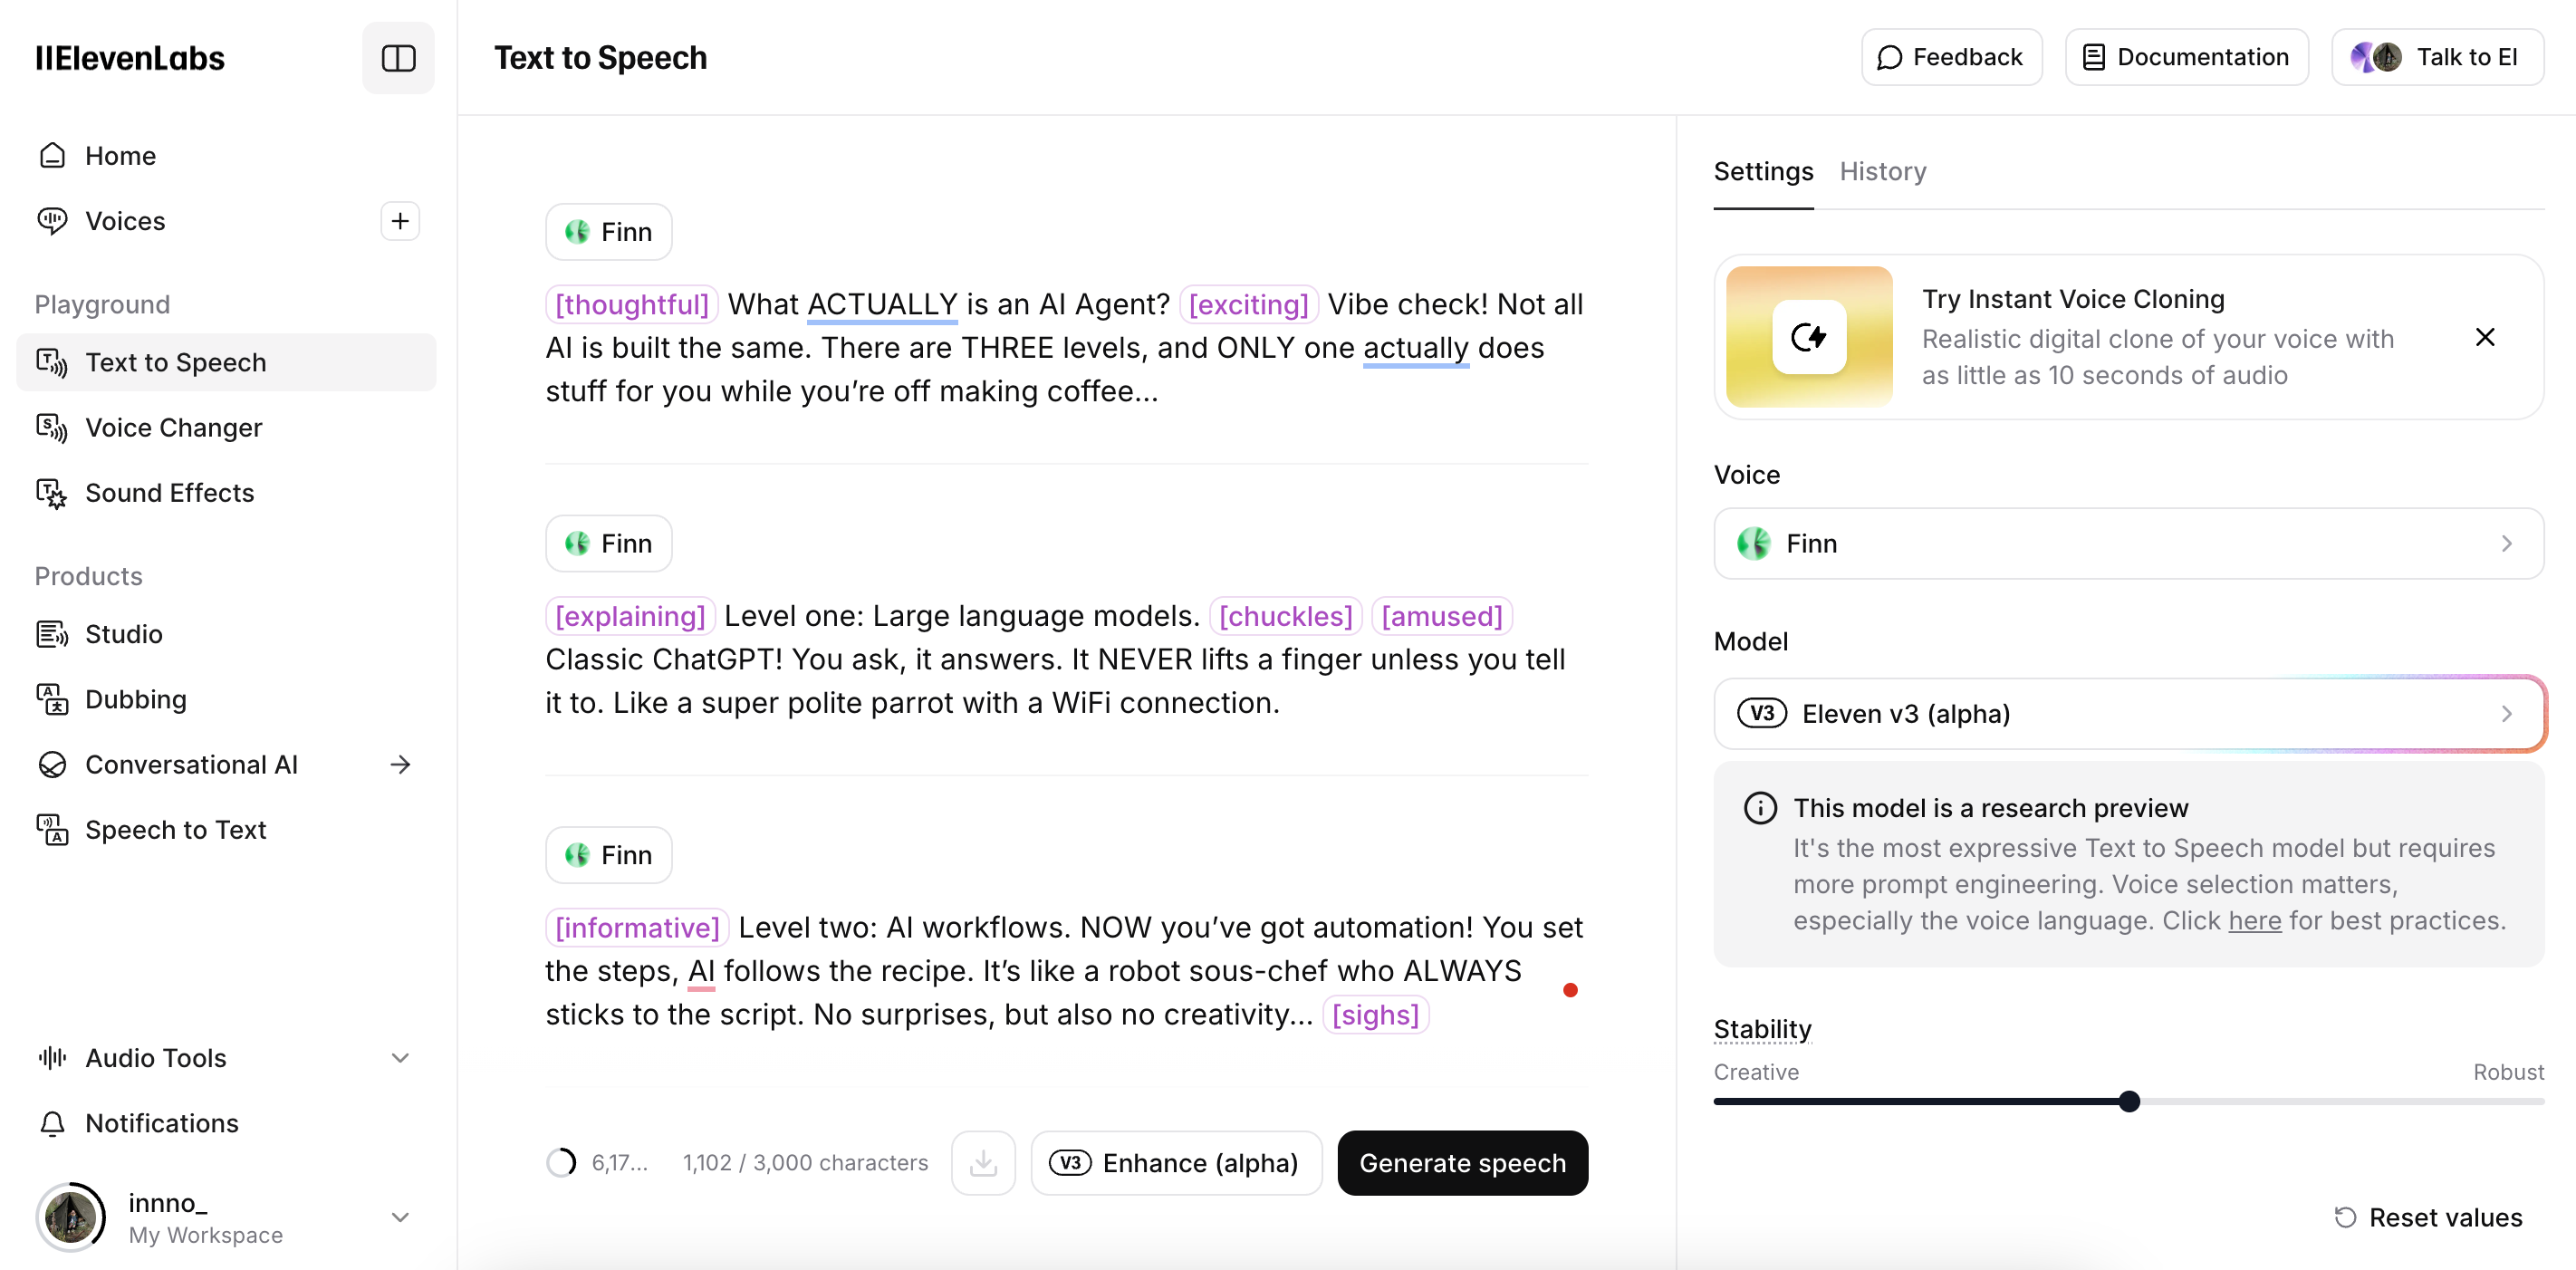 IIElevenLabs
Home
Voices
Playground
Text to Speech
Voice Changer
Sound Effects
Products
Studio
Dubbing
Conversational AI
Speech to Text
Audio Tools
Notifications
innno_
My Workspace
Text to Speech
Feedback
Documentation
Talk to El
Finn
[thoughtful] What ACTUALLY is an AI Agent? [exciting] Vibe check! Not all
AI is built the same. There are THREE levels, and ONLY one actually does
stuff for you while you’re off making coffee...
Finn
[explaining] Level one: Large language models. [chuckles] [amused]
Classic ChatGPT! You ask, it answers. It NEVER lifts a finger unless you tell
it to. Like a super polite parrot with a WiFi connection.
Finn
[informative] Level two: AI workflows. NOW you’ve got automation! You set
the steps, AI follows the recipe. It’s like a robot sous-chef who ALWAYS
sticks to the script. No surprises, but also no creativity... [sighs]
6,17...
1,102 / 3,000 characters
V3 Enhance (alpha)
Generate speech
Settings
History
Try Instant Voice Cloning
Realistic digital clone of your voice with
as little as 10 seconds of audio
Voice
Finn
Model
V3 Eleven v3 (alpha)
This model is a research preview
It's the most expressive Text to Speech model but requires
more prompt engineering. Voice selection matters,
especially the voice language. Click here for best practices.
Stability
Creative
Robust
Reset values